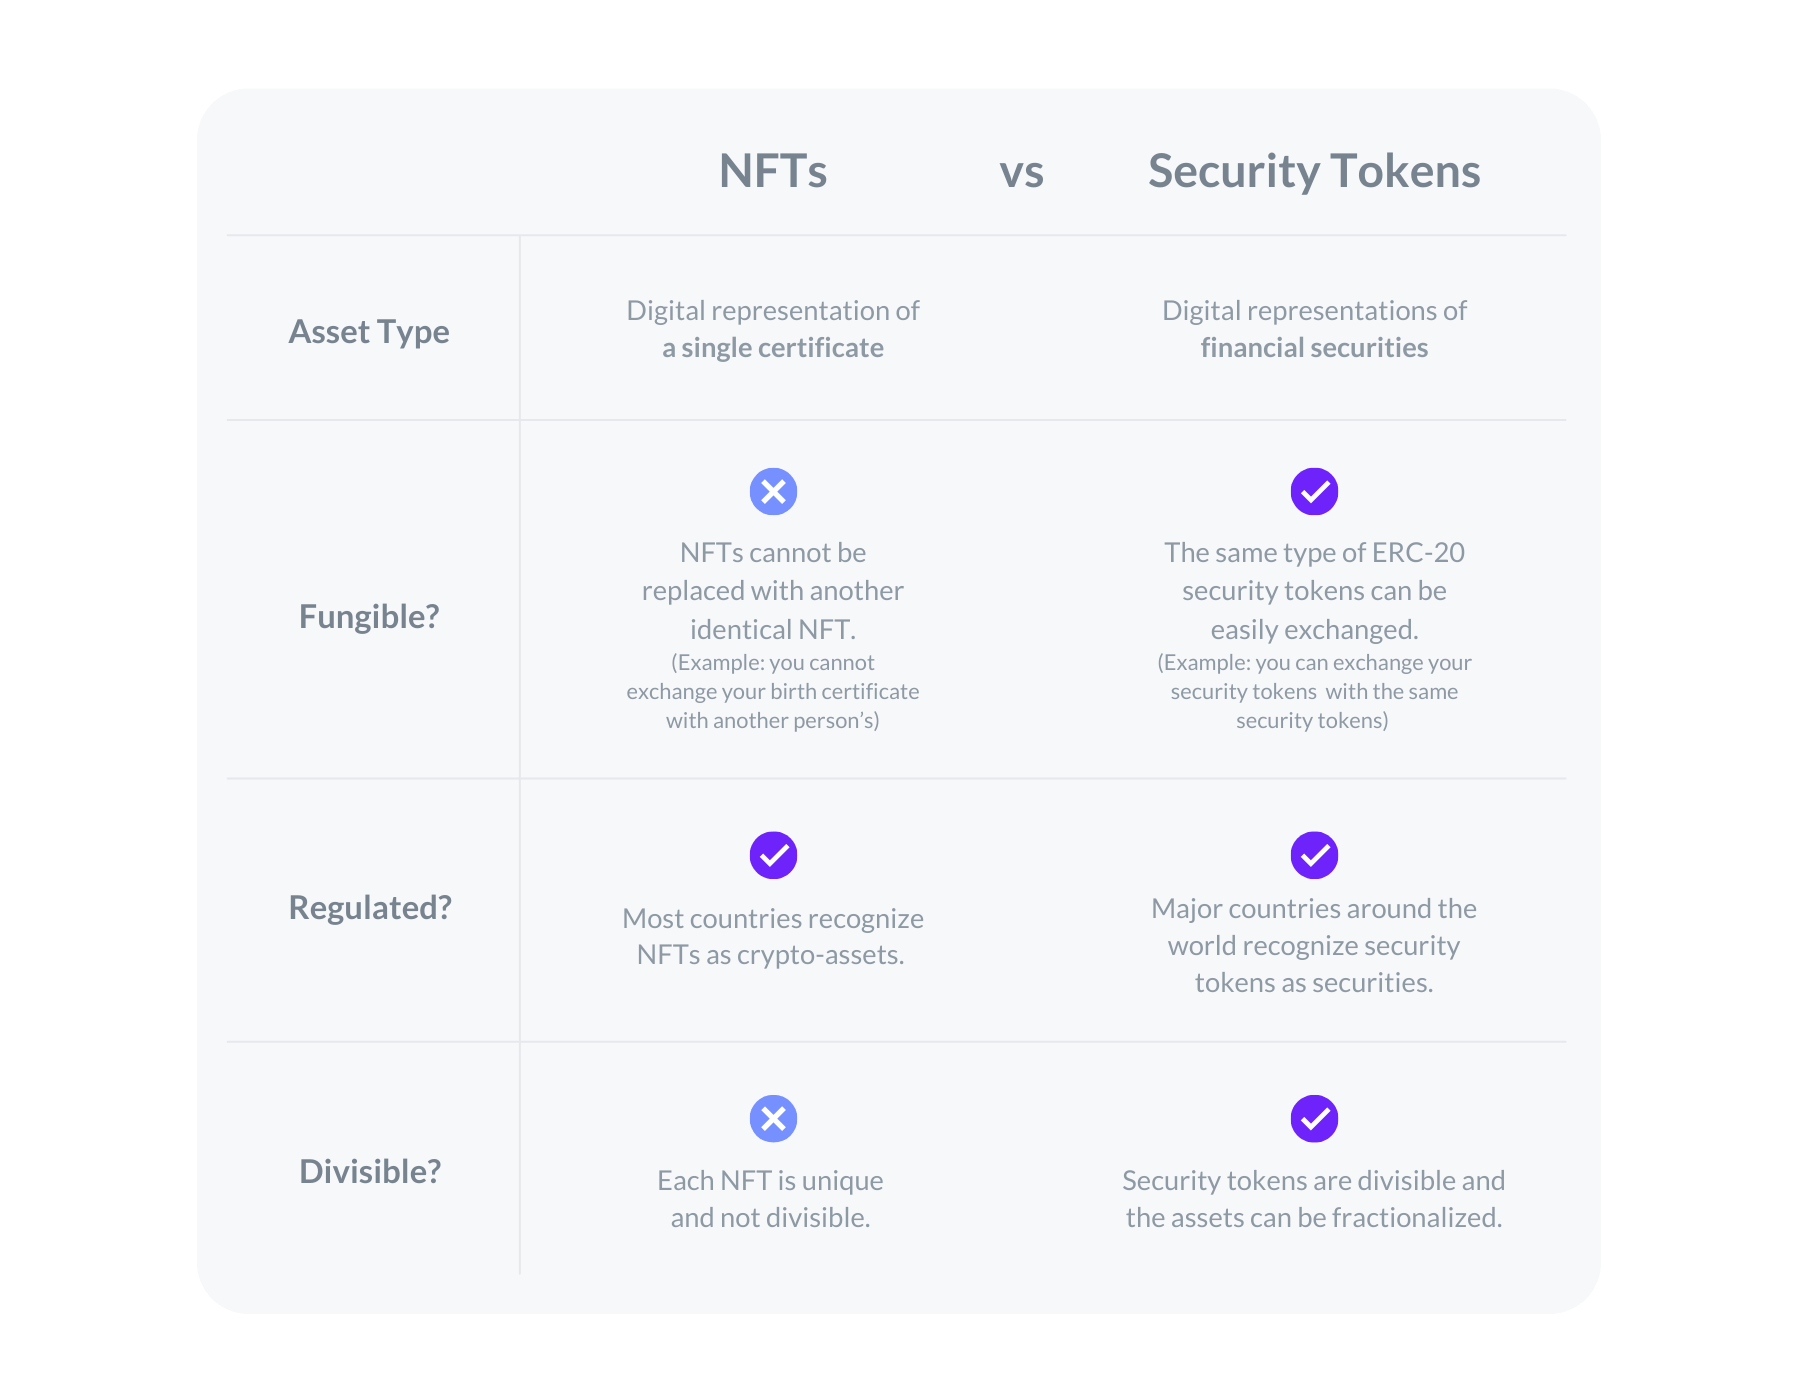 NFTs vs Security Tokens
Asset Type
Digital representation of
a single certificate
Digital representations of
financial securities
Fungible?
NFTs cannot be
replaced with another
identical NFT.
(Example: you cannot
exchange your birth certificate
with another person’s)
The same type of ERC-20
security tokens can be
easily exchanged.
(Example: you can exchange your
security tokens with the same
security tokens)
Regulated?
Most countries recognize
NFTs as crypto-assets.
Major countries around the
world recognize security
tokens as securities.
Divisible?
Each NFT is unique
and not divisible.
Security tokens are divisible and
the assets can be fractionalized.